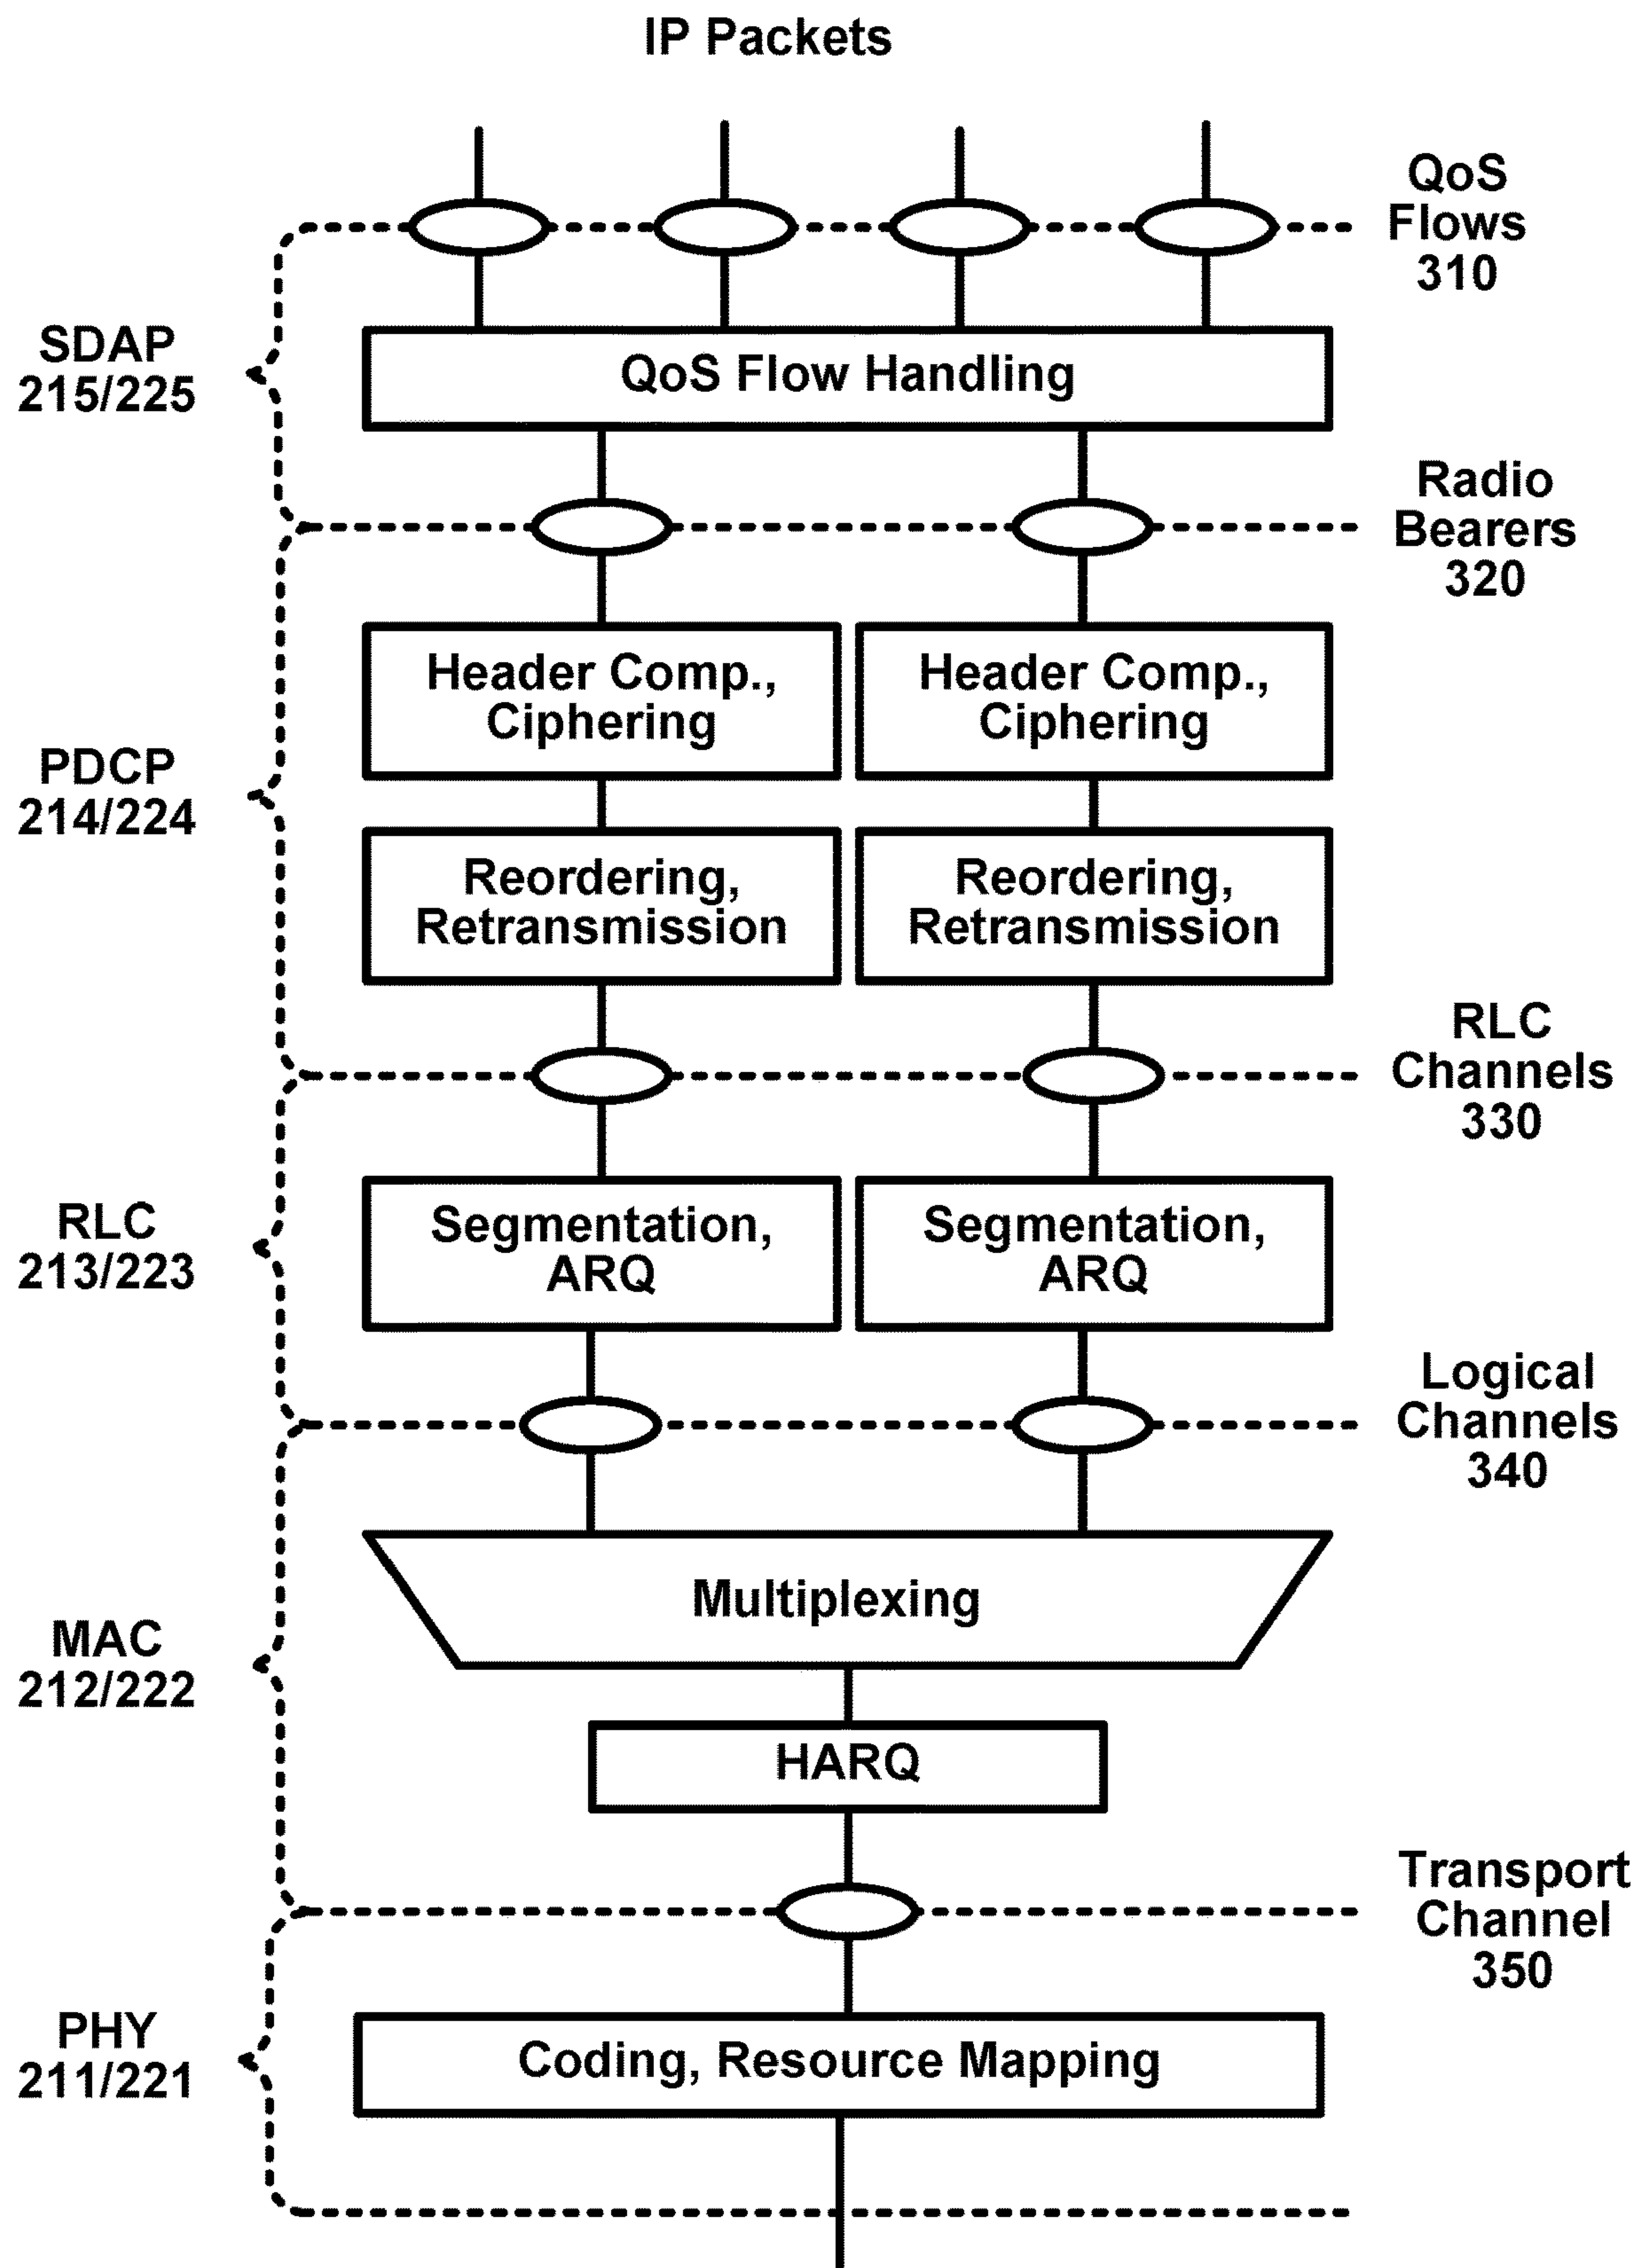 IP Packets
QoS
Flows
310
SDAP
215/225
QoS Flow Handling
Radio
Bearers
320
Header Comp.,
Ciphering
Header Comp.,
Ciphering
PDCP
214/224
Reordering,
Retransmission
Reordering,
Retransmission
RLC
Channels
330
RLC
213/223
Segmentation,
ARQ
Segmentation,
ARQ
Logical
Channels
340
Multiplexing
MAC
212/222
HARQ
Transport
Channel
350
PHY
211/221
Coding, Resource Mapping